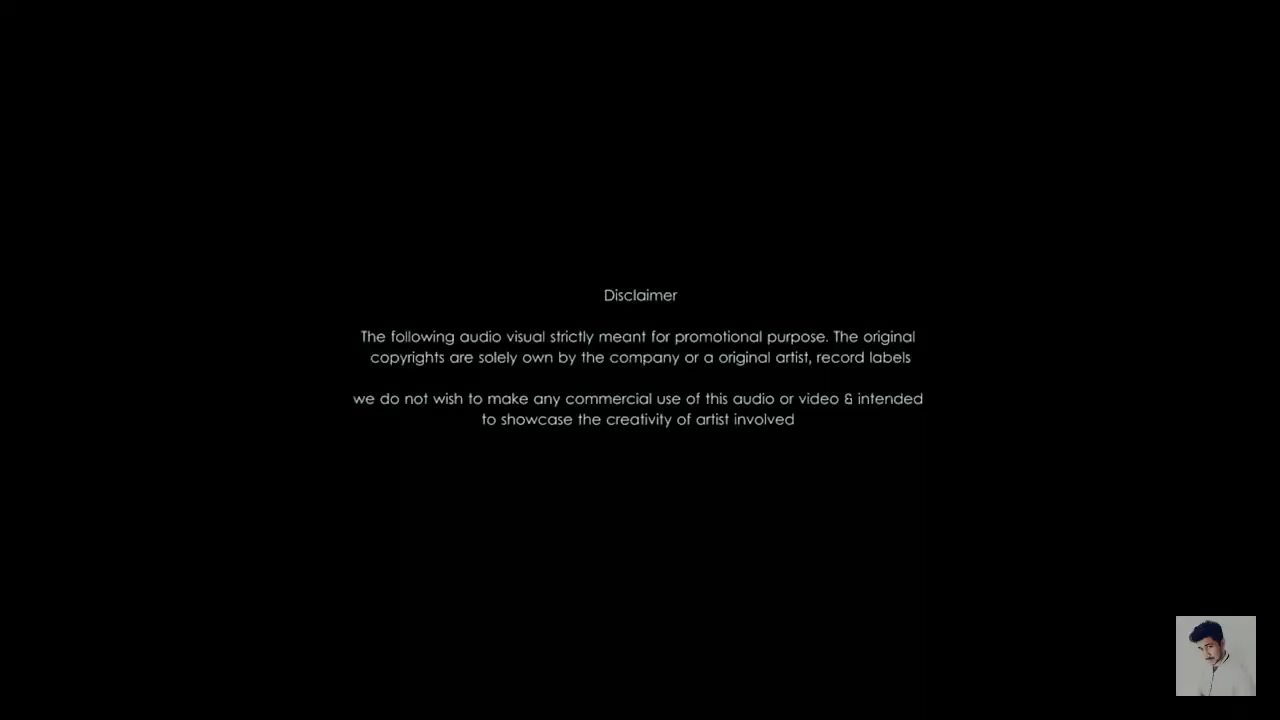 Disclaimer
The following audio visual strictly meant for promotional purpose. The original
copyrights are solely own by the company or a original artist, record labels
we do not wish to make any commercial use of this audio or video & intended
to showcase the creativity of artist involved